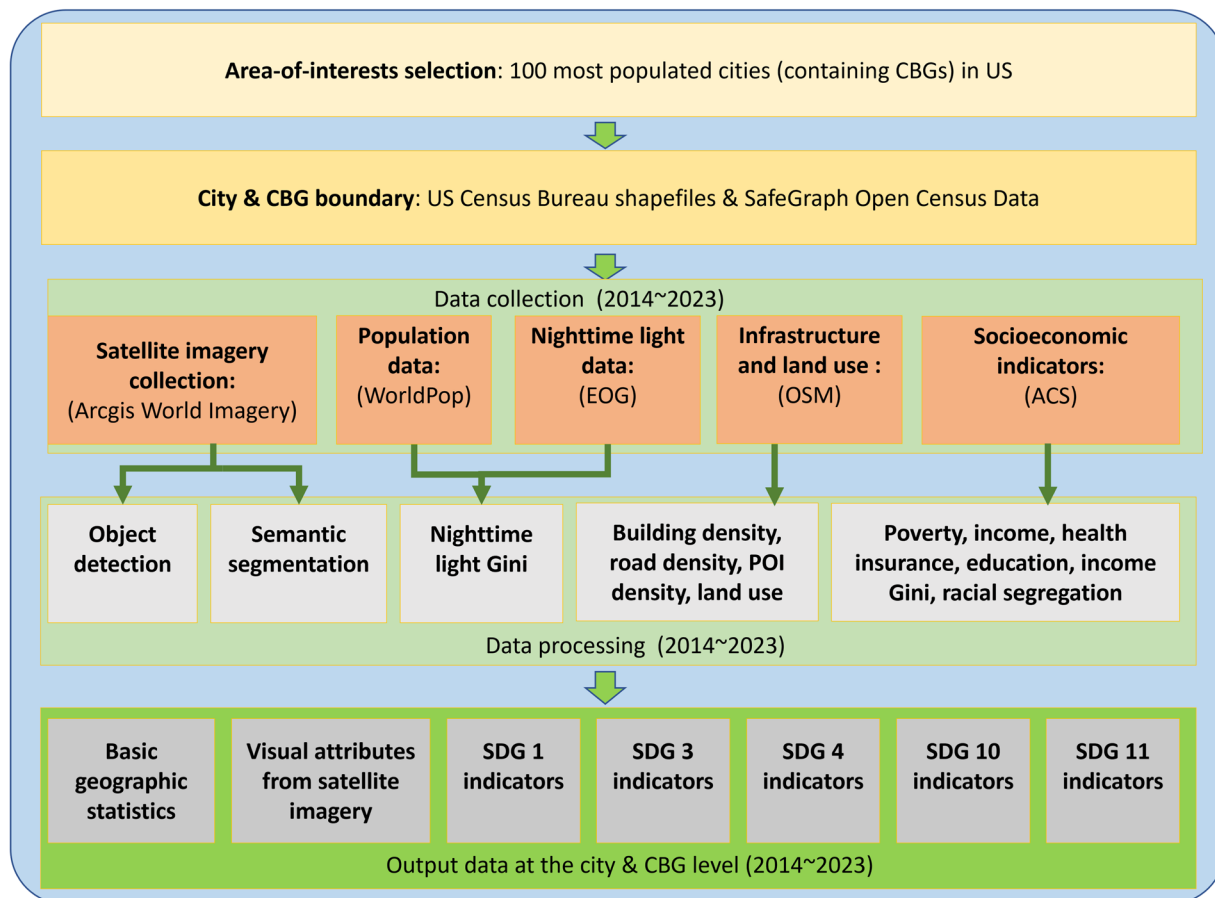 Area-of-interests selection: 100 most populated cities (containing CBGs) in US
City & CBG boundary: US Census Bureau shapefiles & SafeGraph Open Census Data
Data collection (2014~2023)
Satellite imagery
collection:
(Arcgis World Imagery)
Population
data:
(WorldPop)
Nighttime light
data:
(EOG)
Infrastructure
and land use :
(OSM)
Socioeconomic
indicators:
(ACS)
Object
detection
Semantic
segmentation
Nighttime
light Gini
Building density,
road density, POI
density, land use
Poverty, income, health
insurance, education, income
Gini, racial segregation
Data processing (2014~2023)
Basic
geographic
statistics
Visual attributes
from satellite
imagery
SDG 1
indicators
SDG 3
indicators
SDG 4
indicators
SDG 10
indicators
SDG 11
indicators
Output data at the city & CBG level (2014~2023)